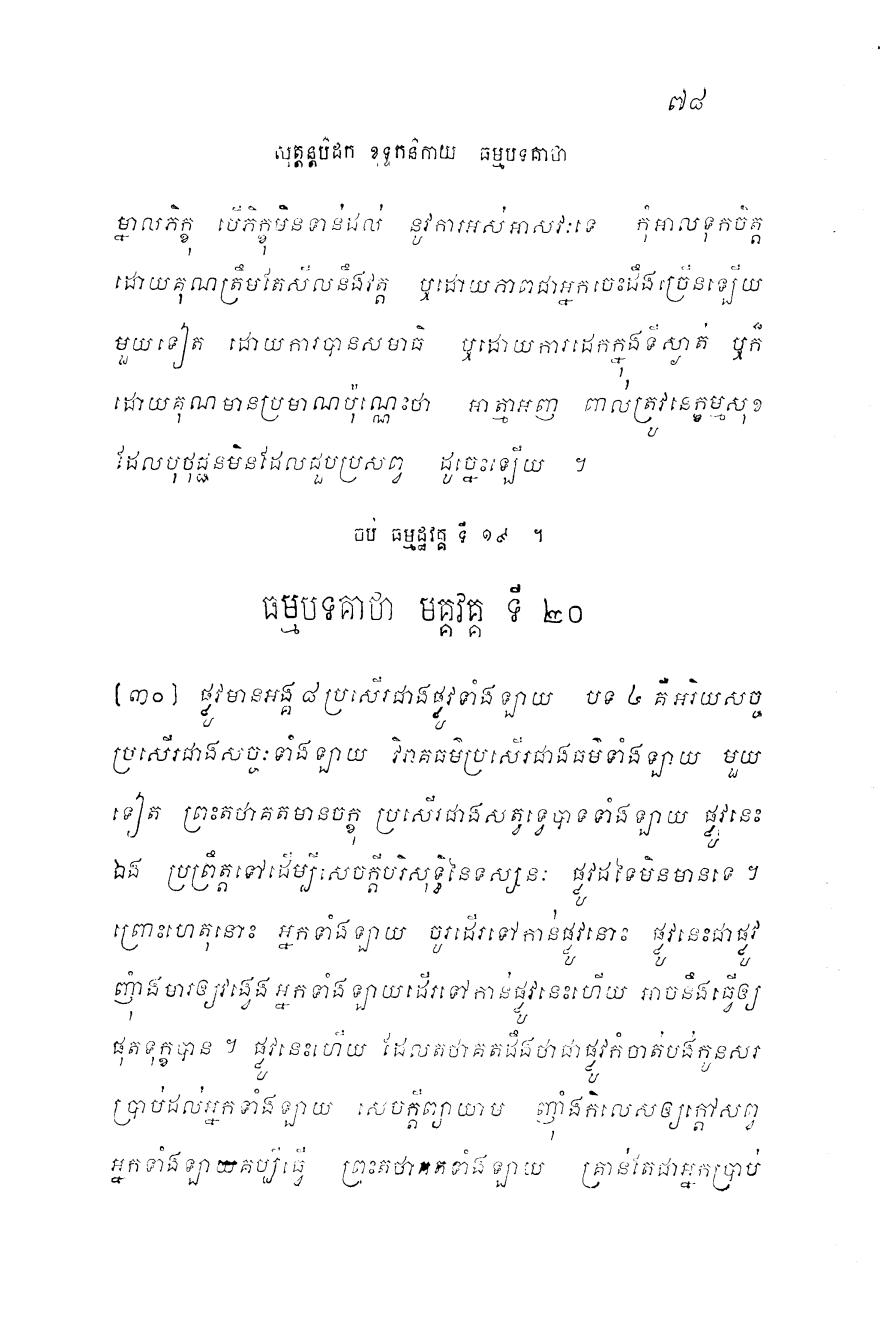 ៧៨
សុត្តន្តបិដក ខុទ្ទកនិកាយ ធម្មបទគាថា
ម្នាលភិក្ខុ បើភិក្ខុមិនទាន់ដល់ នូវការអស់អាសវៈទេ កុំអាលទុកចិត្ត
ដោយគុណត្រឹមតែសីលនឹងវត្ត ឬដោយភាពជាអ្នកចេះដឹងច្រើនឡើយ
មួយទៀត ដោយការបានសមាធិ ឬដោយការដេកក្នុងទីស្ងាត់ ឬក៏
ដោយគុណមានប្រមាណប៉ុណ្ណេះថា អាត្មាអញ ពាល់ត្រូវនេក្ខម្មសុខ
ដែលបុថុជ្ជនមិនដែលជួបប្រសព្វ ដូច្នេះឡើយ ។
ចប់ ធម្មដ្ឋវគ្គ ទី ១៩ ។
ធម្មបទគាថា មគ្គវគ្គ ទី ២០
[៣០] ផ្លូវមានអង្គ ៨ ប្រសើរជាងផ្លូវទាំងឡាយ បទ ៤ គឺអរិយសច្ច
ប្រសើរជាងសច្ចៈទាំងឡាយ វិរាគធម៌ប្រសើរជាងធម៌ទាំងឡាយ មួយ
ទៀត ព្រះតថាគតមានចក្ខុ ប្រសើរជាងសត្វទ្វេបាទទាំងឡាយ ផ្លូវនេះ
ឯង ប្រព្រឹត្តទៅដើម្បីសេចក្តីបរិសុទ្ធិនៃទស្សនៈ ផ្លូវដទៃមិនមានទេ ។
ព្រោះហេតុនោះ អ្នកទាំងឡាយ ចូរដើរទៅកាន់ផ្លូវនោះ ផ្លូវនេះជាផ្លូវ
ញុំាងមារឲ្យវង្វេង អ្នកទាំងឡាយដើរទៅកាន់ផ្លូវនេះហើយ អាចនឹងធ្វើឲ្យ
ផុតទុក្ខបាន ។ ផ្លូវនេះហើយ ដែលតថាគតដឹងថាជាផ្លូវកំចាត់បង់កូនសរ
ប្រាប់ដល់អ្នកទាំងឡាយ សេចក្តីព្យាយាម ញុំាងកិលេសឲ្យក្តៅសព្វ
អ្នកទាំងឡាយគប្បីធ្វើ ព្រះតថាគតទាំងឡាយ គ្រាន់តែជាអ្នកប្រាប់